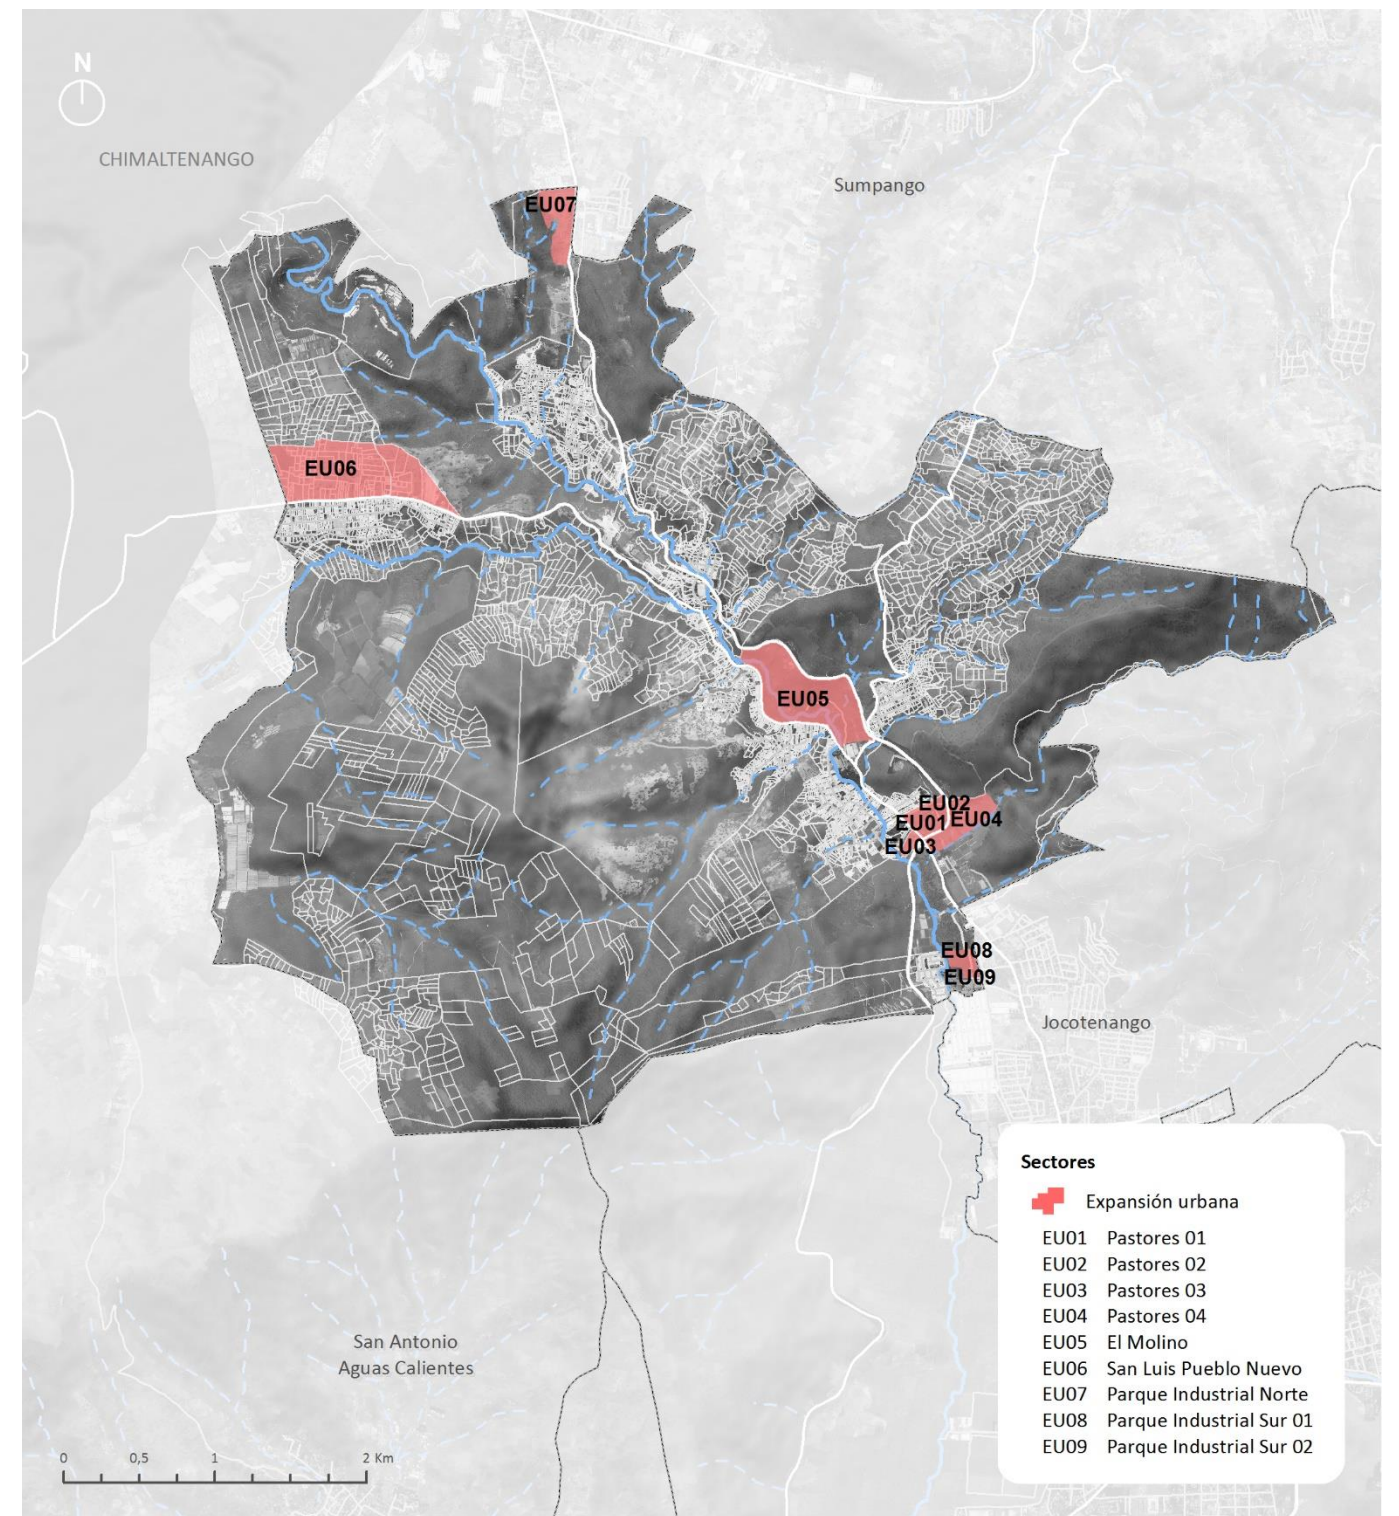 N
CHIMALTENANGO
Sumpango
EU07
EU06
EU05
EU02
EU01
EU04
EU03
EU08
EU09
Jocotenango
San Antonio
Aguas Calientes
0 0,5 1 2 Km
Sectores
Expansión urbana
EU01 Pastores 01
EU02 Pastores 02
EU03 Pastores 03
EU04 Pastores 04
EU05 El Molino
EU06 San Luis Pueblo Nuevo
EU07 Parque Industrial Norte
EU08 Parque Industrial Sur 01
EU09 Parque Industrial Sur 02